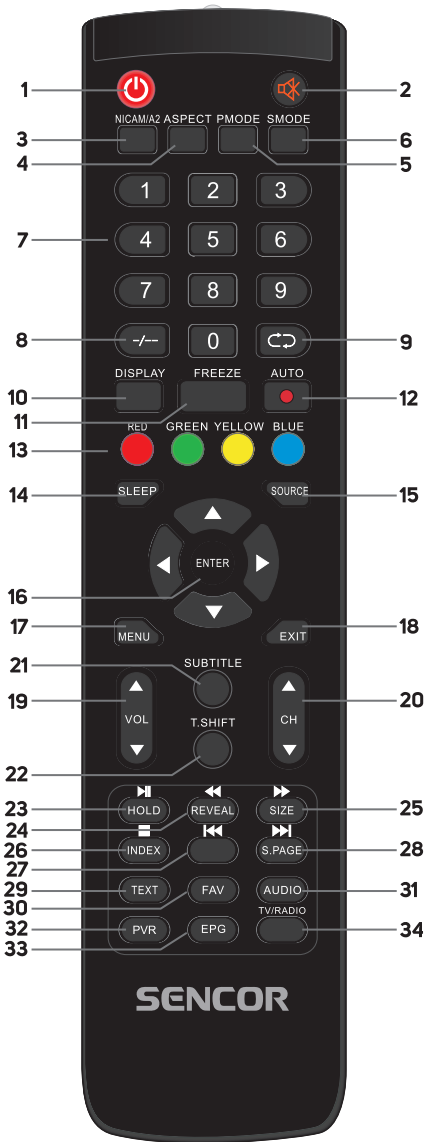 1 2
NICAM/A2 ASPECT PMODE SMODE
3 6
4 5
1 2 3
7 4 5 6
7 8 9
8 -/-- 0 9
DISPLAY FREEZE AUTO
10 12
11
RED GREEN YELLOW BLUE
13
14 SLEEP SOURCE 15
ENTER
16
17 MENU EXIT 18
21 SUBTITLE
19 VOL CH 20
T.SHIFT
22
23 HOLD REVEAL SIZE 25
24
26 INDEX S.PAGE 28
27
29 TEXT FAV AUDIO 31
30 TV/RADIO
32 PVR EPG 34
33
SENCOR